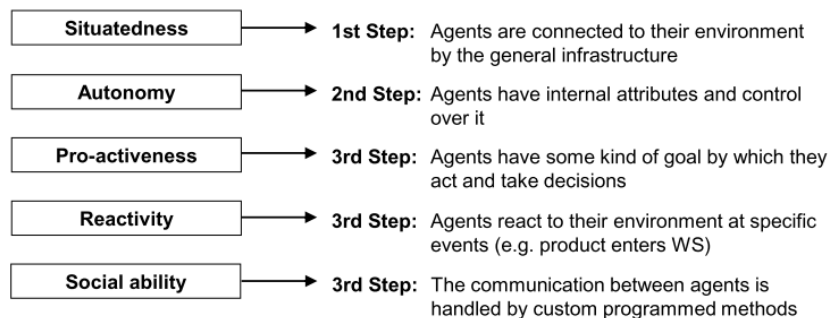 Situatedness 1st Step: Agents are connected to their environment
by the general infrastructure
Autonomy 2nd Step: Agents have internal attributes and control
over it
Pro-activeness 3rd Step: Agents have some kind of goal by which they
act and take decisions
Reactivity 3rd Step: Agents react to their environment at specific
events (e.g. product enters WS)
Social ability 3rd Step: The communication between agents is
handled by custom programmed methods